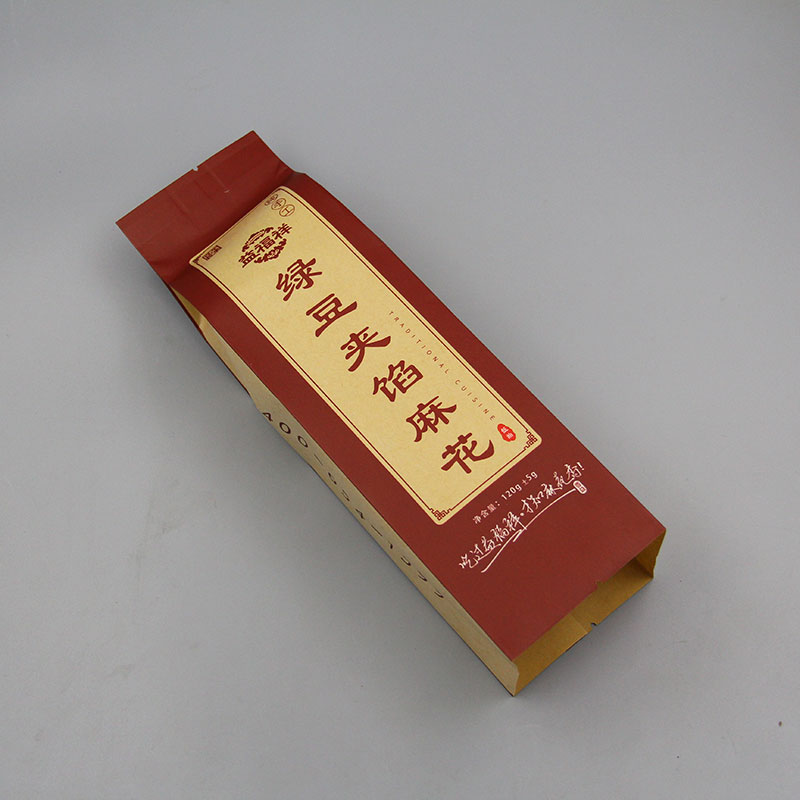 益福祥
绿豆夹馅麻花
TRADITIONAL CUISINE
净含量：120g ±5g
吃过益福祥·才知麻花香！